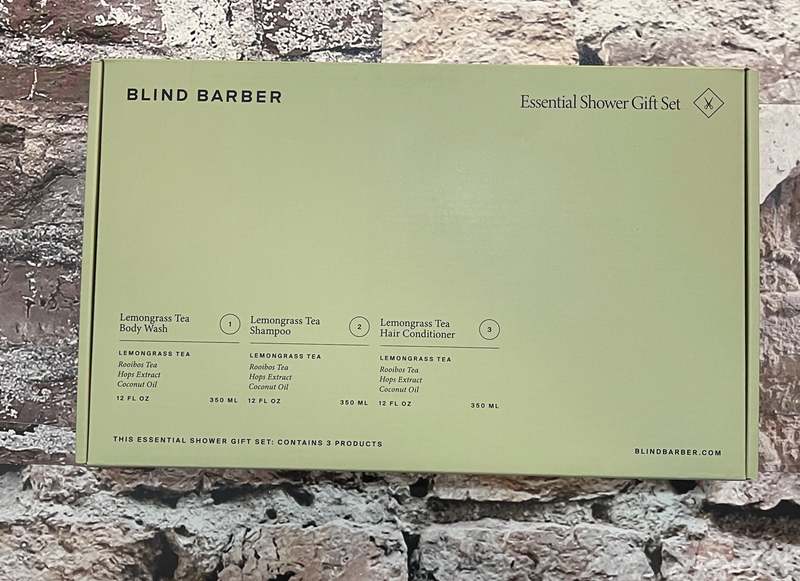 BLIND BARBER
Essential Shower Gift Set
Lemongrass Tea
Body Wash
1
LEMONGRASS TEA
Rooibos Tea
Hops Extract
Coconut Oil
12 FL OZ 350 ML
Lemongrass Tea
Shampoo
2
LEMONGRASS TEA
Rooibos Tea
Hops Extract
Coconut Oil
12 FL OZ 350 ML
Lemongrass Tea
Hair Conditioner
3
LEMONGRASS TEA
Rooibos Tea
Hops Extract
Coconut Oil
12 FL OZ 350 ML
THIS ESSENTIAL SHOWER GIFT SET: CONTAINS 3 PRODUCTS
BLINDBARBER.COM